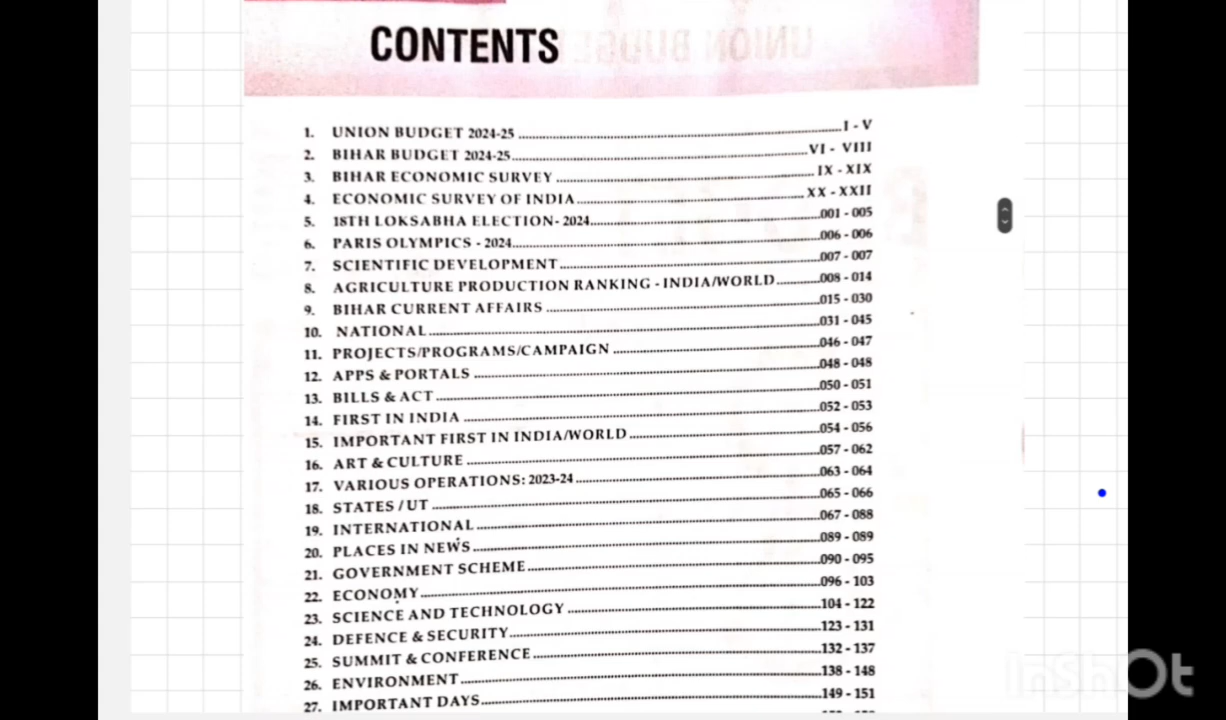 CONTENTS
1. UNION BUDGET 2024-25 I - V
2. BIHAR BUDGET 2024-25 VI - VIII
3. BIHAR ECONOMIC SURVEY IX - XIX
4. ECONOMIC SURVEY OF INDIA XX - XXII
5. 18TH LOKSABHA ELECTION- 2024 001 - 005
6. PARIS OLYMPICS - 2024 006 - 006
7. SCIENTIFIC DEVELOPMENT 007 - 007
8. AGRICULTURE PRODUCTION RANKING - INDIA/WORLD 008 - 014
9. BIHAR CURRENT AFFAIRS 015 - 030
10. NATIONAL 031 - 045
11. PROJECTS/PROGRAMS/CAMPAIGN 046 - 047
12. APPS & PORTALS 048 - 048
13. BILLS & ACT 050 - 051
14. FIRST IN INDIA 052 - 053
15. IMPORTANT FIRST IN INDIA/WORLD 054 - 056
16. ART & CULTURE 057 - 062
17. VARIOUS OPERATIONS: 2023-24 063 - 064
18. STATES / UT 065 - 066
19. INTERNATIONAL 067 - 088
20. PLACES IN NEWS 089 - 089
21. GOVERNMENT SCHEME 090 - 095
22. ECONOMY 096 - 103
23. SCIENCE AND TECHNOLOGY 104 - 122
24. DEFENCE & SECURITY 123 - 131
25. SUMMIT & CONFERENCE 132 - 137
26. ENVIRONMENT 138 - 148
27. IMPORTANT DAYS 149 - 151
InShOt